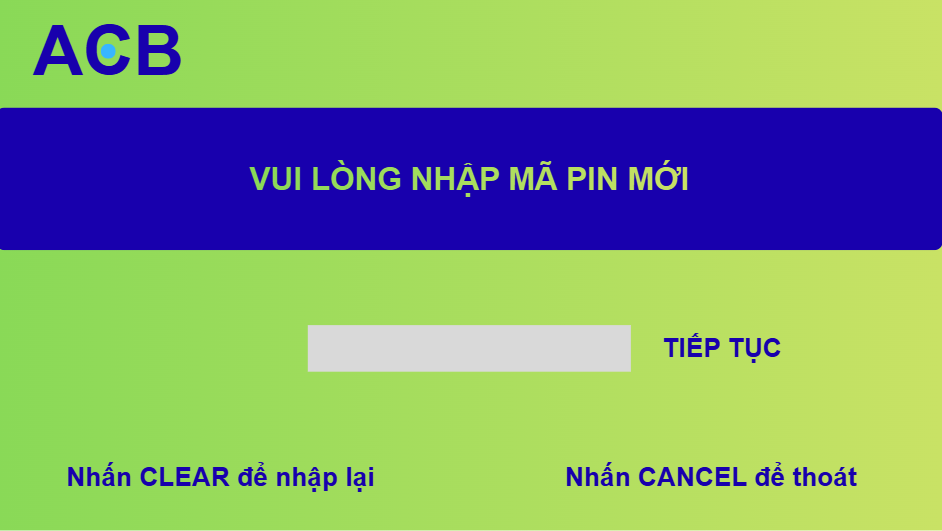 ACB
VUI LÒNG NHẬP MÃ PIN MỚI
TIẾP TỤC
Nhấn CLEAR để nhập lại
Nhấn CANCEL để thoát